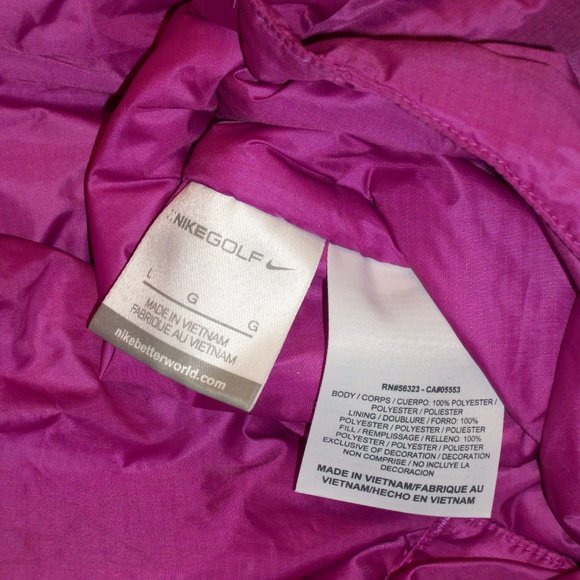 NIKEGOLF
L G G
MADE IN VIETNAM
FABRIQUÉ AU VIETNAM
nikebetterworld.com
RN#56323 - CA#05553
BODY / CORPS / CUERPO: 100% POLYESTER /
POLYESTER / POLIESTER
LINING / DOUBLURE / FORRO: 100%
POLYESTER / POLYESTER / POLIESTER
FILL / REMPLISSAGE / RELLENO: 100%
POLYESTER / POLYESTER / POLIESTER
EXCLUSIVE OF DECORATION / DECORATION
NON COMPRISE / NO INCLUYE LA
DECORACION
MADE IN VIETNAM/FABRIQUE AU
VIETNAM/HECHO EN VIETNAM